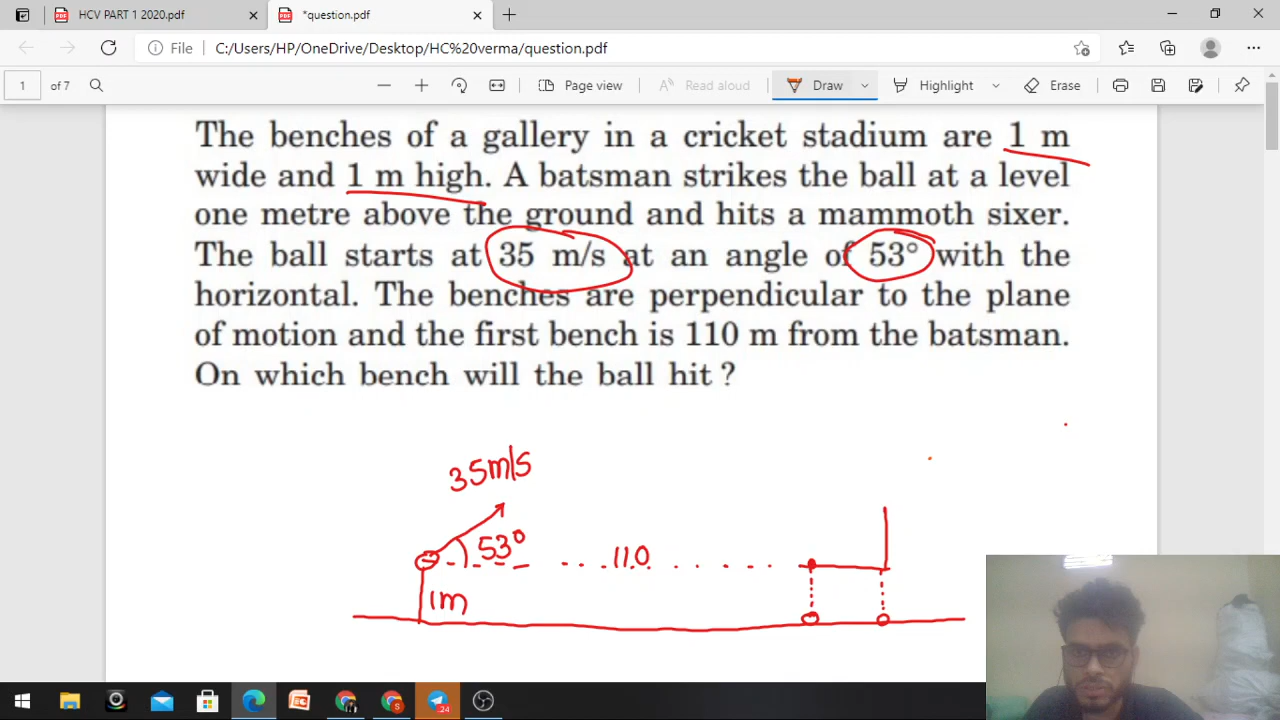 HCV PART 1 2020.pdf
*question.pdf
File
C:/Users/HP/OneDrive/Desktop/HC%20verma/question.pdf
1 of 7
Page view
Read aloud
Draw
Highlight
Erase
The benches of a gallery in a cricket stadium are 1 m
wide and 1 m high. A batsman strikes the ball at a level
one metre above the ground and hits a mammoth sixer.
The ball starts at 35 m/s at an angle of 53° with the
horizontal. The benches are perpendicular to the plane
of motion and the first bench is 110 m from the batsman.
On which bench will the ball hit ?
35m/s
53°
110
1m
24